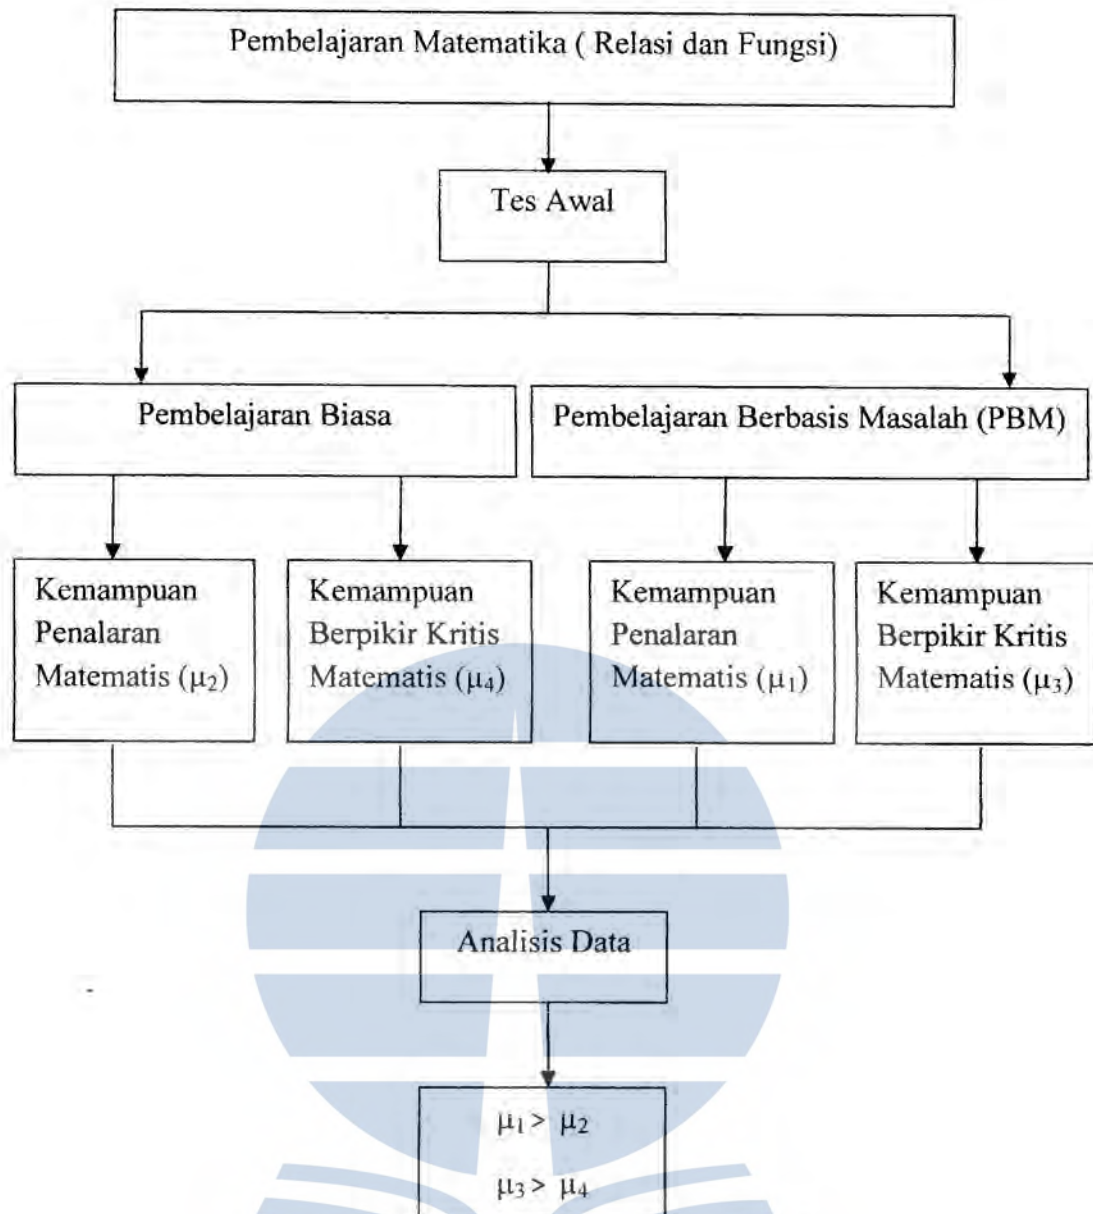 Pembelajaran Matematika ( Relasi dan Fungsi)
Tes Awal
Pembelajaran Biasa
Pembelajaran Berbasis Masalah (PBM)
Kemampuan
Penalaran
Matematis (μ₂)
Kemampuan
Berpikir Kritis
Matematis (μ₄)
Kemampuan
Penalaran
Matematis (μ₁)
Kemampuan
Berpikir Kritis
Matematis (μ₃)
Analisis Data
μ₁ > μ₂
μ₃ > μ₄